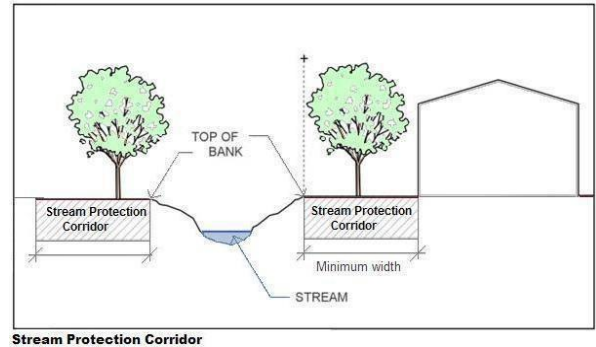 TOP OF
BANK
Stream Protection
Corridor
Stream Protection
Corridor
Minimum width
STREAM
Stream Protection Corridor